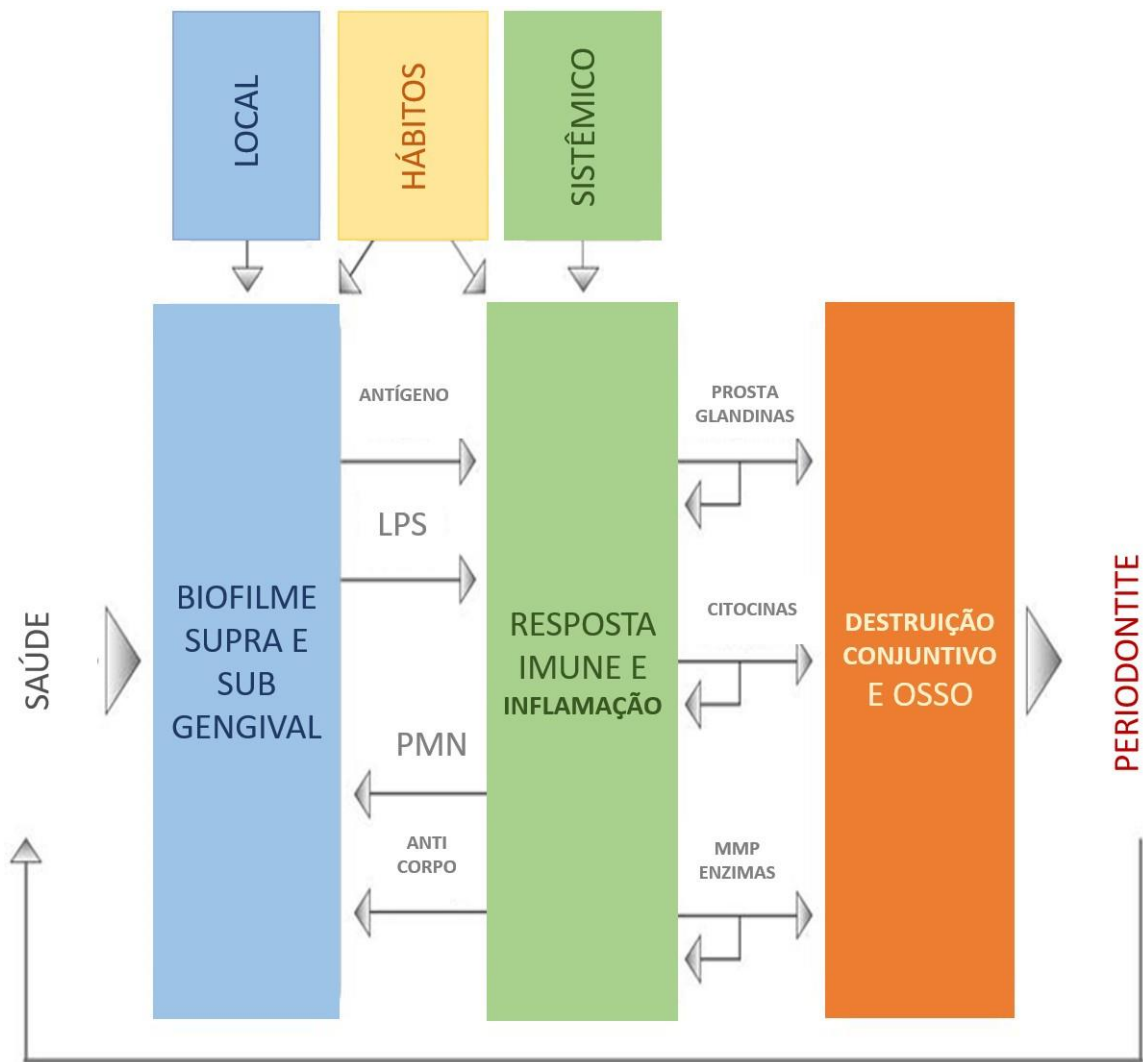 LOCAL
HÁBITOS
SISTÊMICO
SAÚDE
BIOFILME
SUPRA E
SUB
GENGIVAL
ANTÍGENO
LPS
PMN
ANTI
CORPO
RESPOSTA
IMUNE E
INFLAMAÇÃO
PROSTA
GLANDINAS
CITOCINAS
MMP
ENZIMAS
DESTRUIÇÃO
CONJUNTIVO
E OSSO
PERIODONTITE